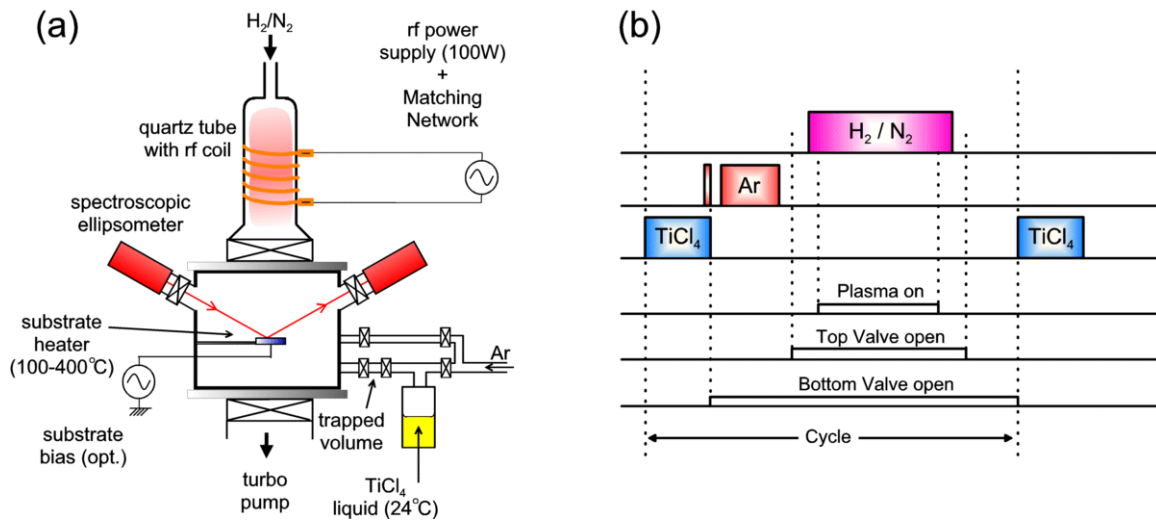 (a)
H₂/N₂
rf power
supply (100W)
+
Matching
Network
quartz tube
with rf coil
spectroscopic
ellipsometer
substrate
heater
(100-400°C)
Ar
trapped
volume
substrate
bias (opt.)
turbo
pump
TiCl₄
liquid (24°C)
(b)
H₂ / N₂
Ar
TiCl₄
TiCl₄
Plasma on
Top Valve open
Bottom Valve open
Cycle